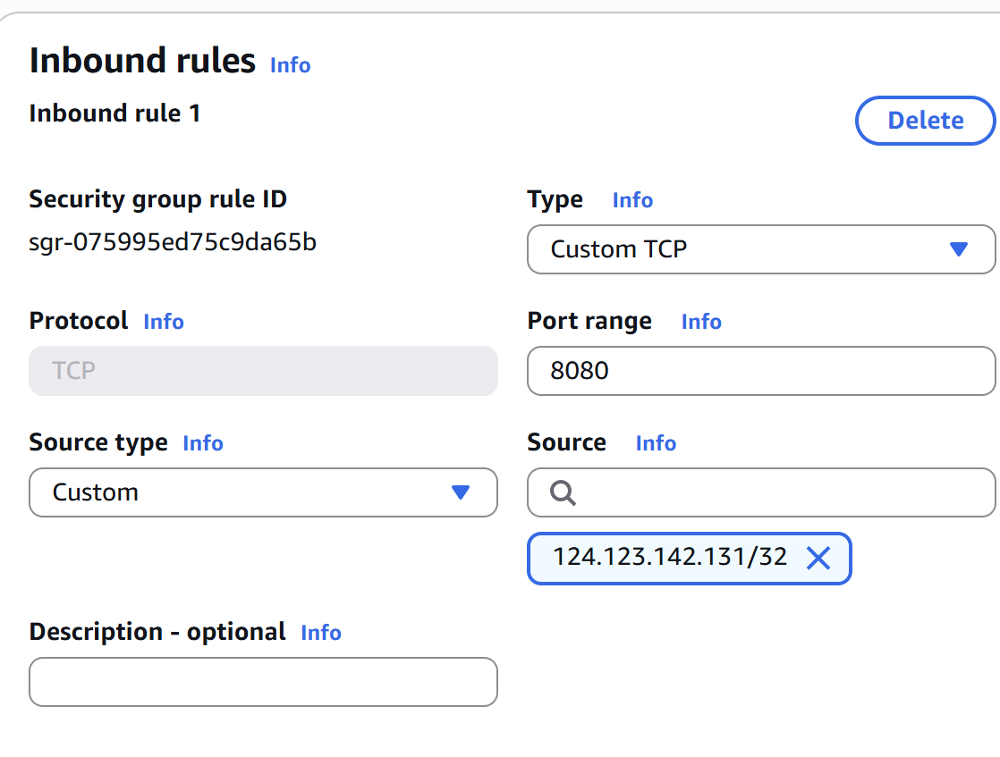 Inbound rules Info
Inbound rule 1
Delete
Security group rule ID
sgr-075995ed75c9da65b
Type Info
Custom TCP
Protocol Info
TCP
Port range Info
8080
Source type Info
Custom
Source Info
124.123.142.131/32
Description - optional Info